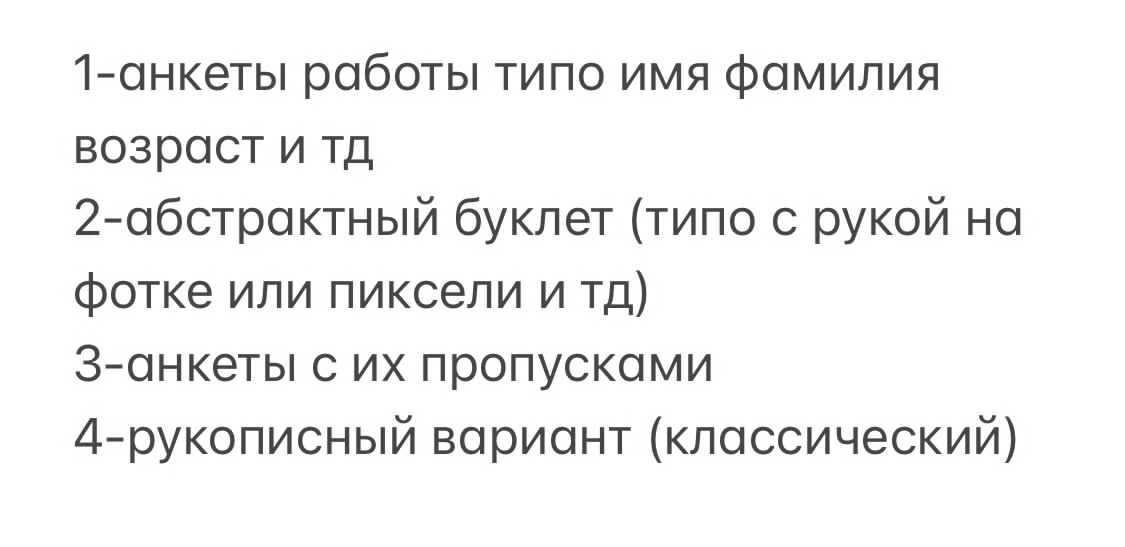 1-анкеты работы типо имя фамилия
возраст и тд
2-абстрактный буклет (типо с рукой на
фотке или пиксели и тд)
3-анкеты с их пропусками
4-рукописный вариант (классический)